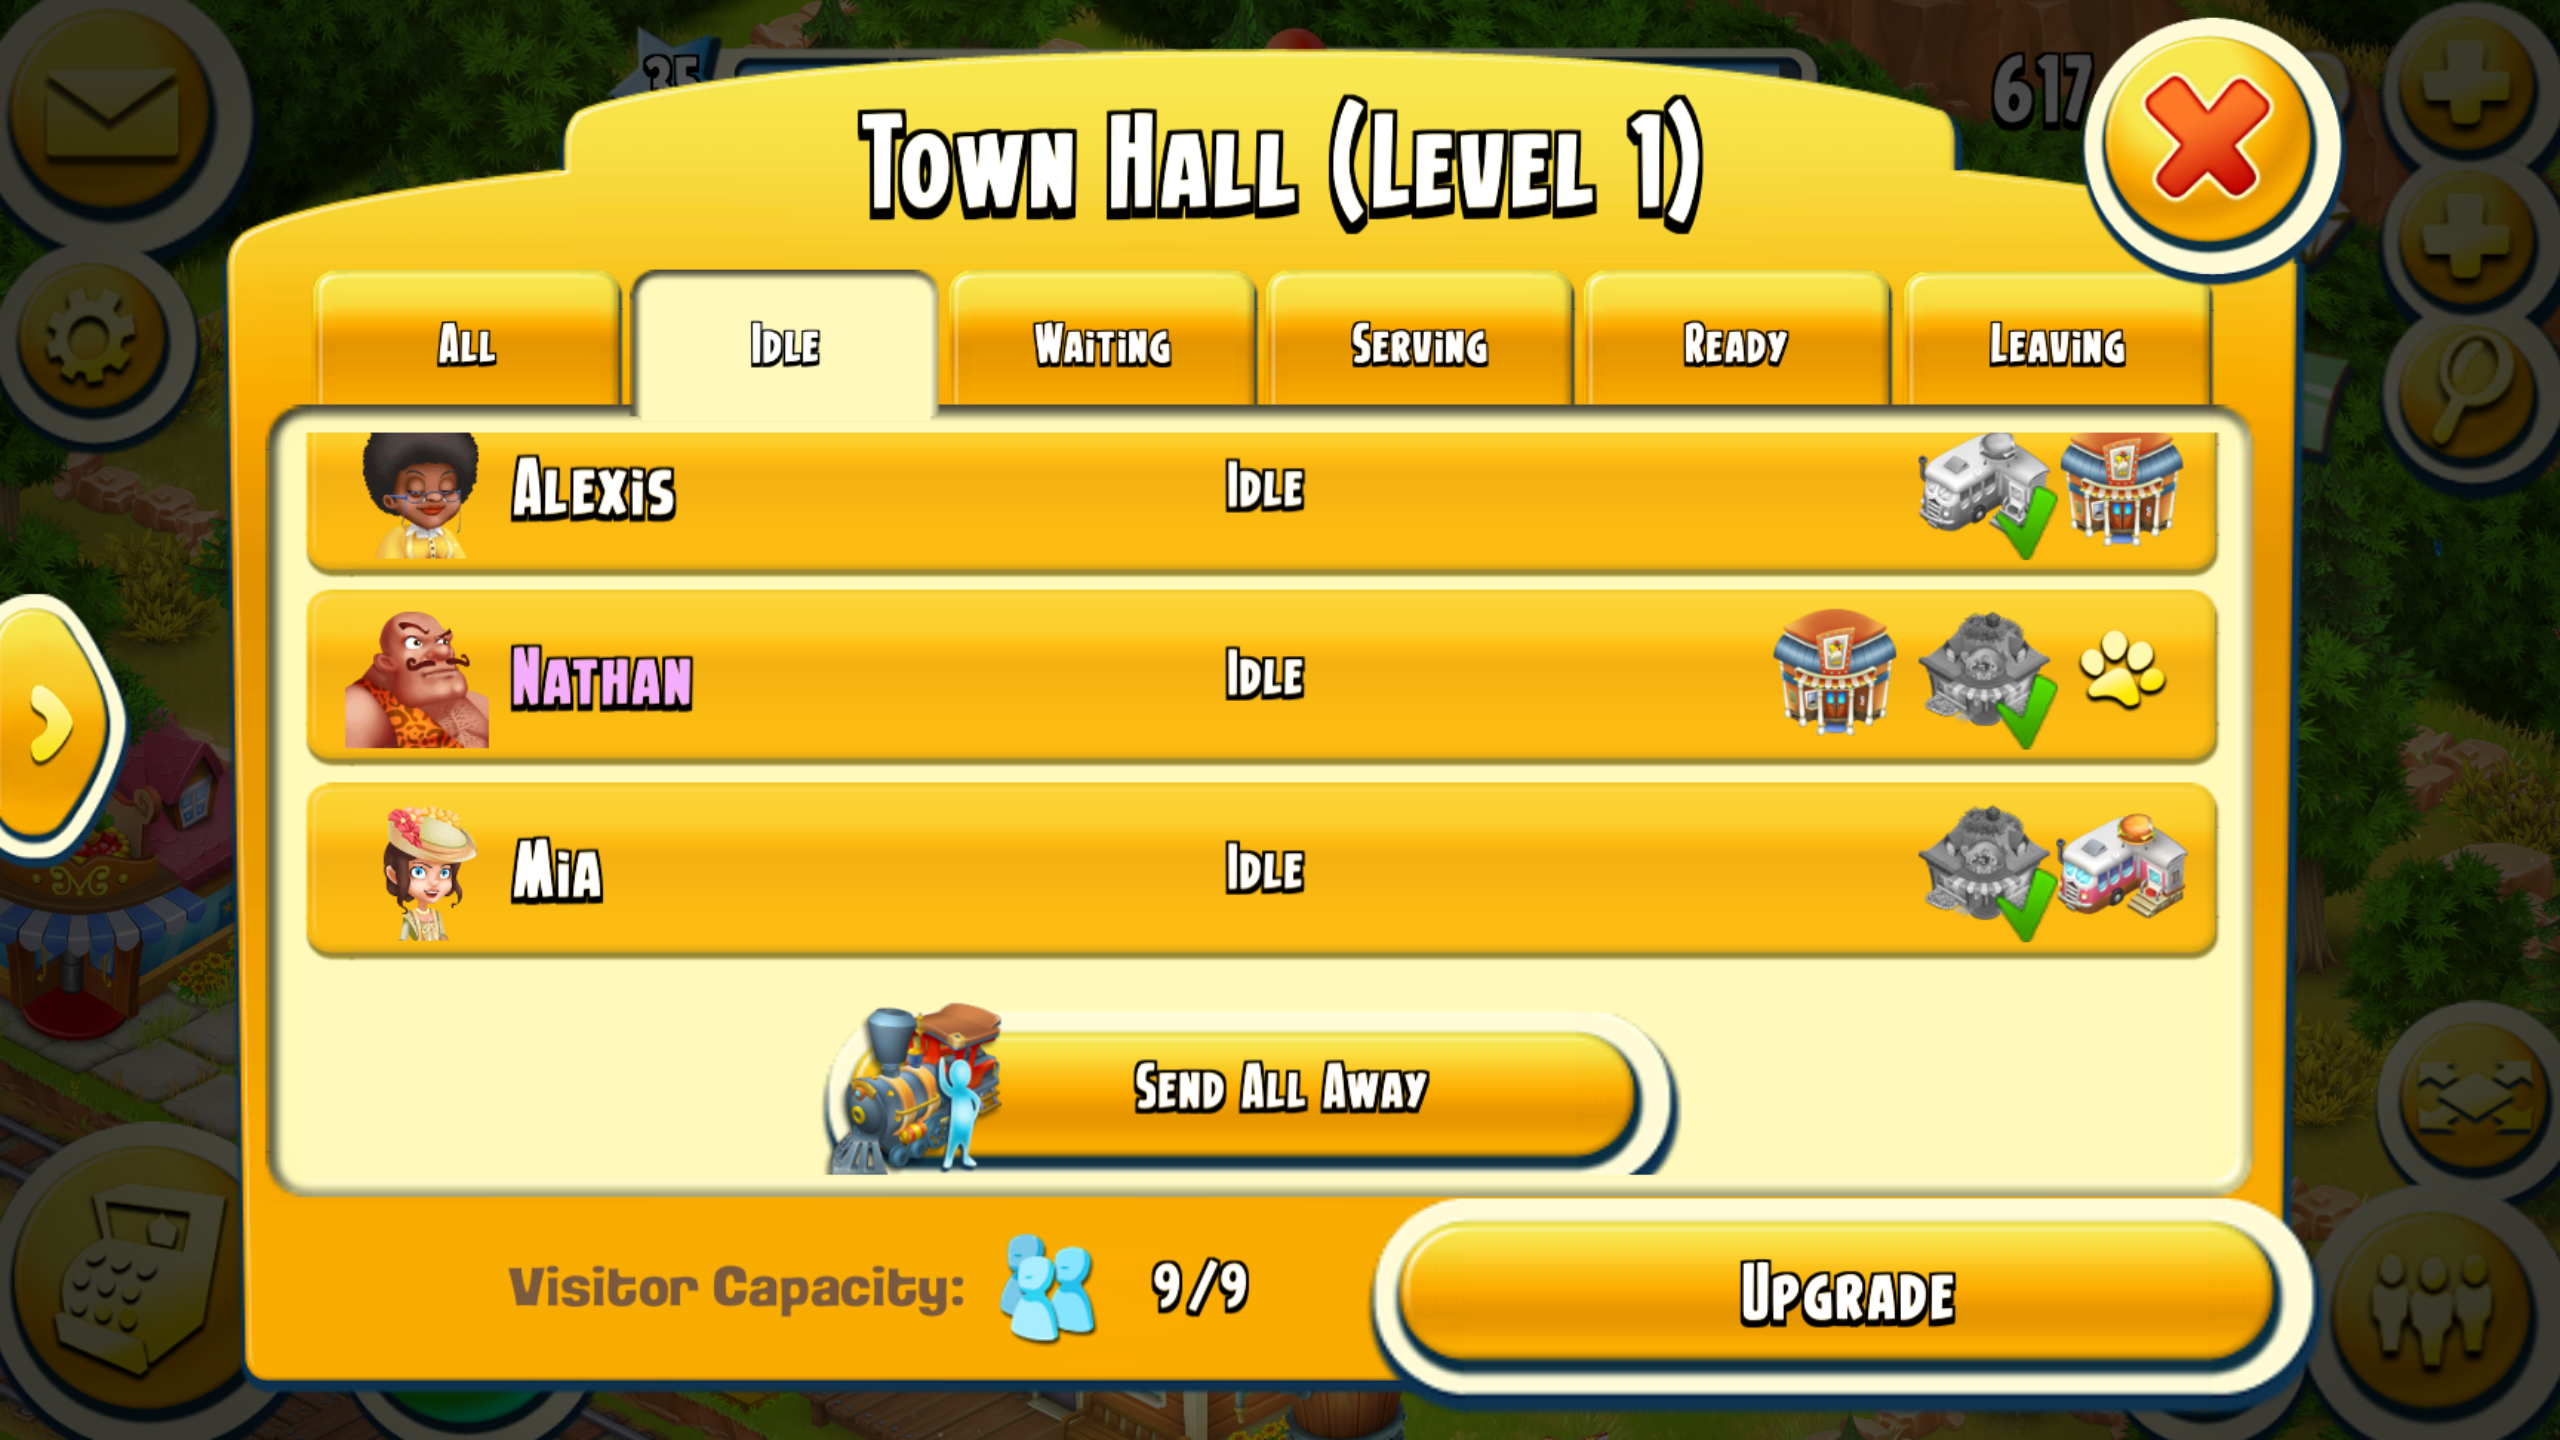 35
617
Town Hall (Level 1)
All
Idle
Waiting
Serving
Ready
Leaving
Alexis
Idle
Nathan
Idle
Mia
Idle
Send All Away
Visitor Capacity:
9/9
Upgrade